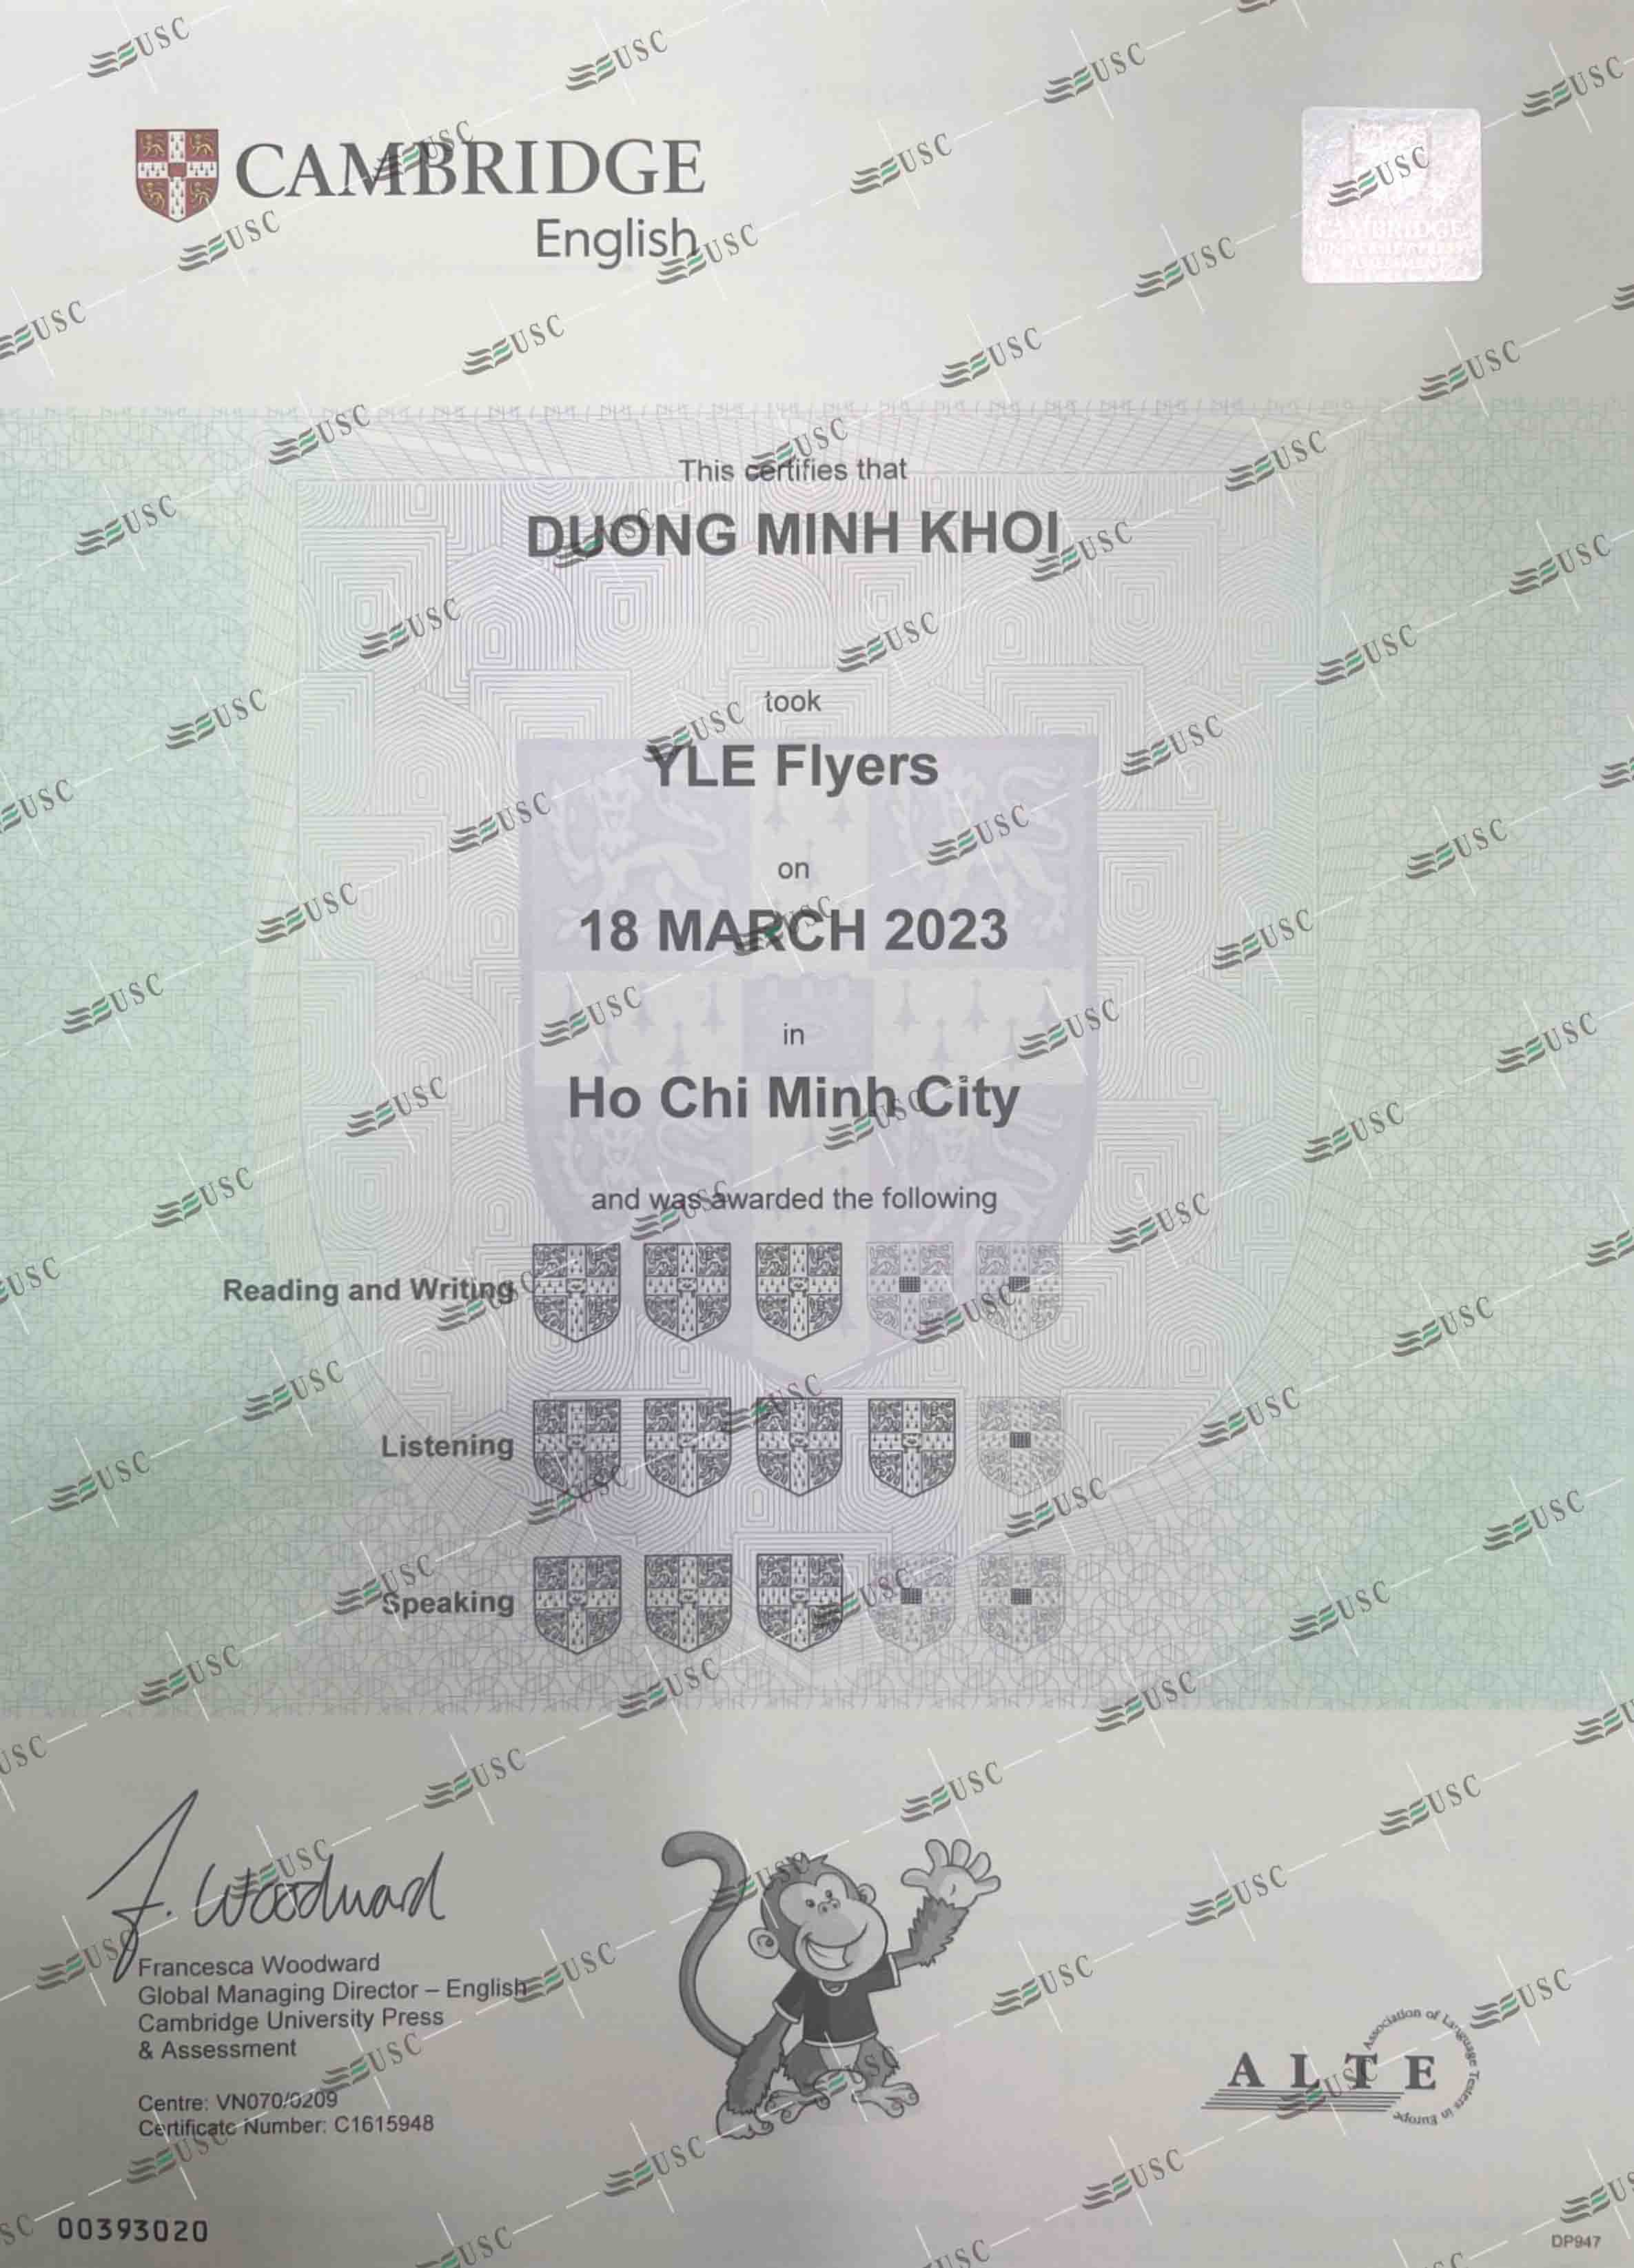 CAMBRIDGE
English
CAMBRIDGE
This certifies that
DUONG MINH KHOI
took
YLE Flyers
on
18 MARCH 2023
in
Ho Chi Minh City
and was awarded the following
Reading and Writing
Listening
Speaking
F. Woodward
Francesca Woodward
Global Managing Director – English
Cambridge University Press
& Assessment
Centre: VN070/0209
Certificate Number: C1615948
ALTE
Association of Language Testers in Europe
00393020
DP947
USC